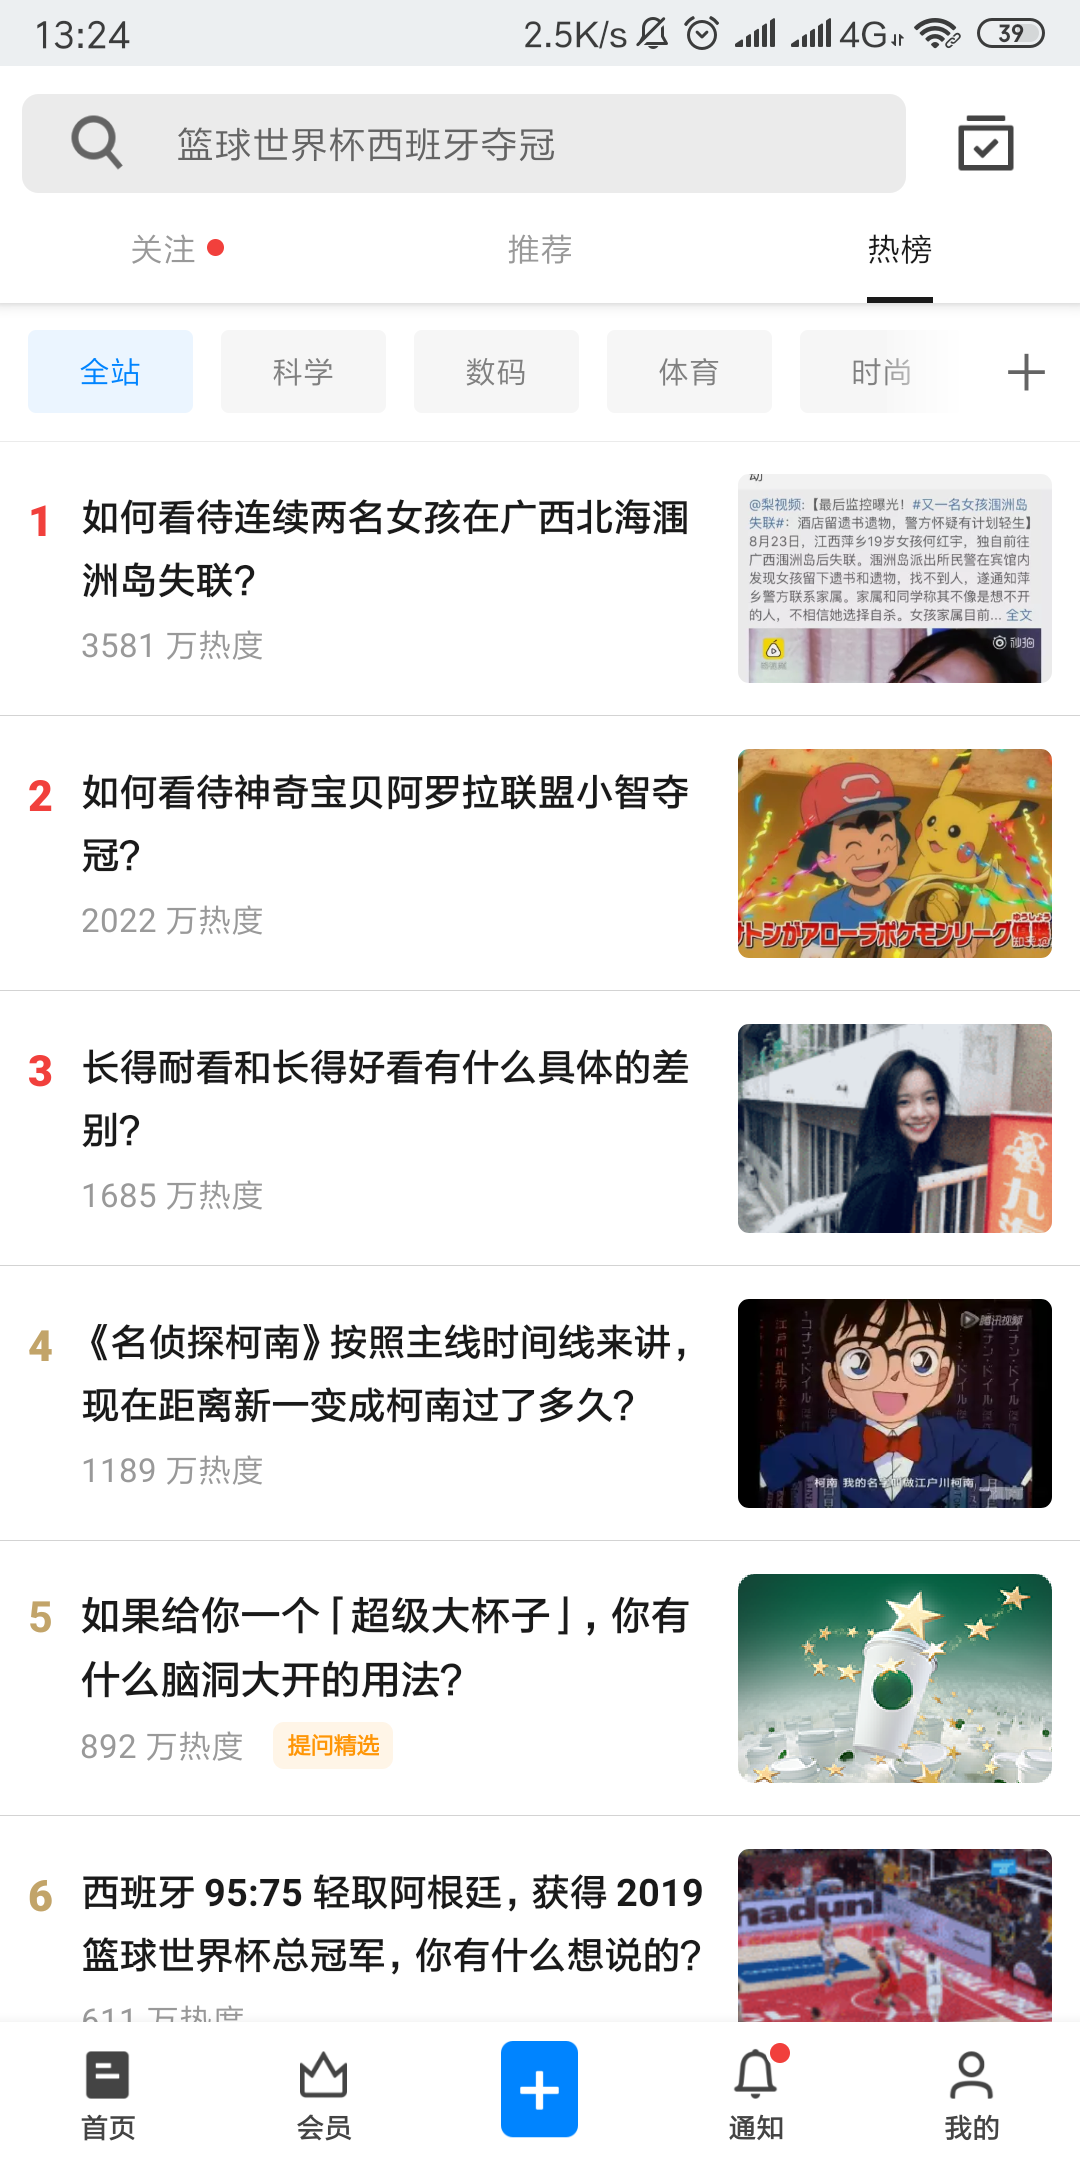 13:24
2.5K/s
4G
39
篮球世界杯西班牙夺冠
关注
推荐
热榜
全站
科学
数码
体育
时尚
1
如何看待连续两名女孩在广西北海涠
洲岛失联?
3581 万热度
@梨视频:【最后监控曝光! #又一名女孩涠洲岛
失联#: 酒店留遗书遗物, 警方怀疑有计划轻生】
8月23日, 江西萍乡19岁女孩何红宇, 独自前往
广西涠洲岛后失联。涠洲岛派出所民警在宾馆内
发现女孩留下遗书和遗物, 找不到人, 遂通知萍
乡警方联系家属。家属和同学称其不像是想不开
的人, 不相信她选择自杀。女孩家属目前... 全文
秒拍
2
如何看待神奇宝贝阿罗拉联盟小智夺
冠?
2022 万热度
ゆうしょう
サトシがアローラポケモンリーグ優勝
3
长得耐看和长得好看有什么具体的差
别?
1685 万热度
九
4
《名侦探柯南》按照主线时间线来讲,
现在距离新一变成柯南过了多久?
1189 万热度
腾讯视频
柯南 我的名字叫做江户川柯南
5
如果给你一个「超级大杯子」, 你有
什么脑洞大开的用法?
892 万热度
提问精选
6
西班牙 95:75 轻取阿根廷, 获得 2019
篮球世界杯总冠军, 你有什么想说的?
611 万热度
首页
会员
通知
我的